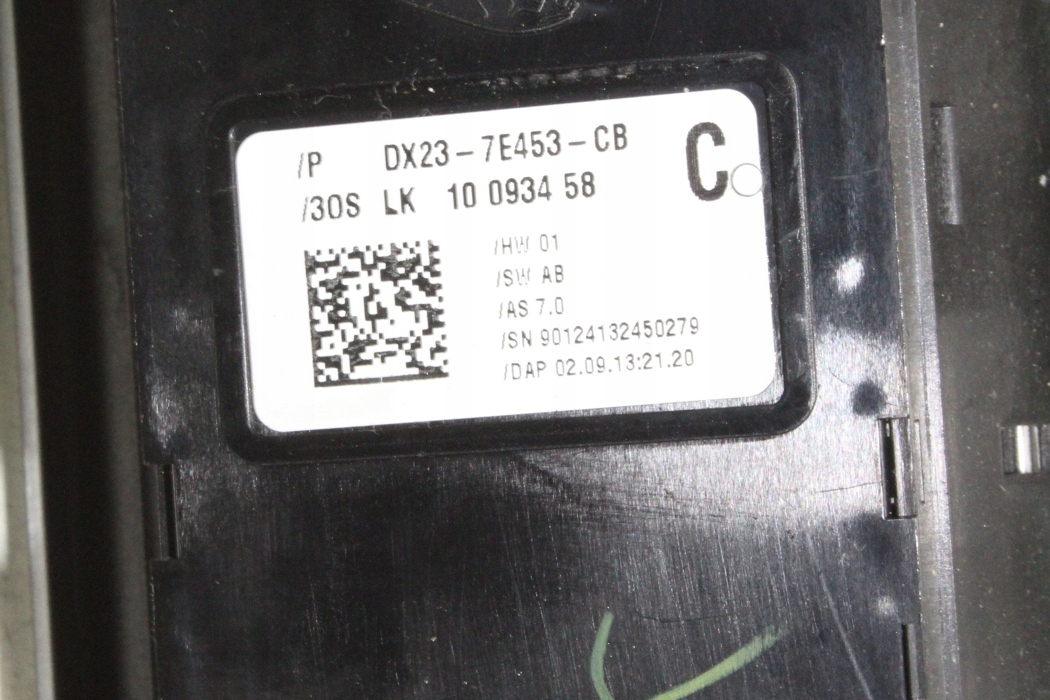 /P DX23-7E453-CB
C
/30S LK 10 0934 58
/HW 01
/SW AB
/AS 7.0
/SN 90124132450279
/DAP 02.09.13:21.20